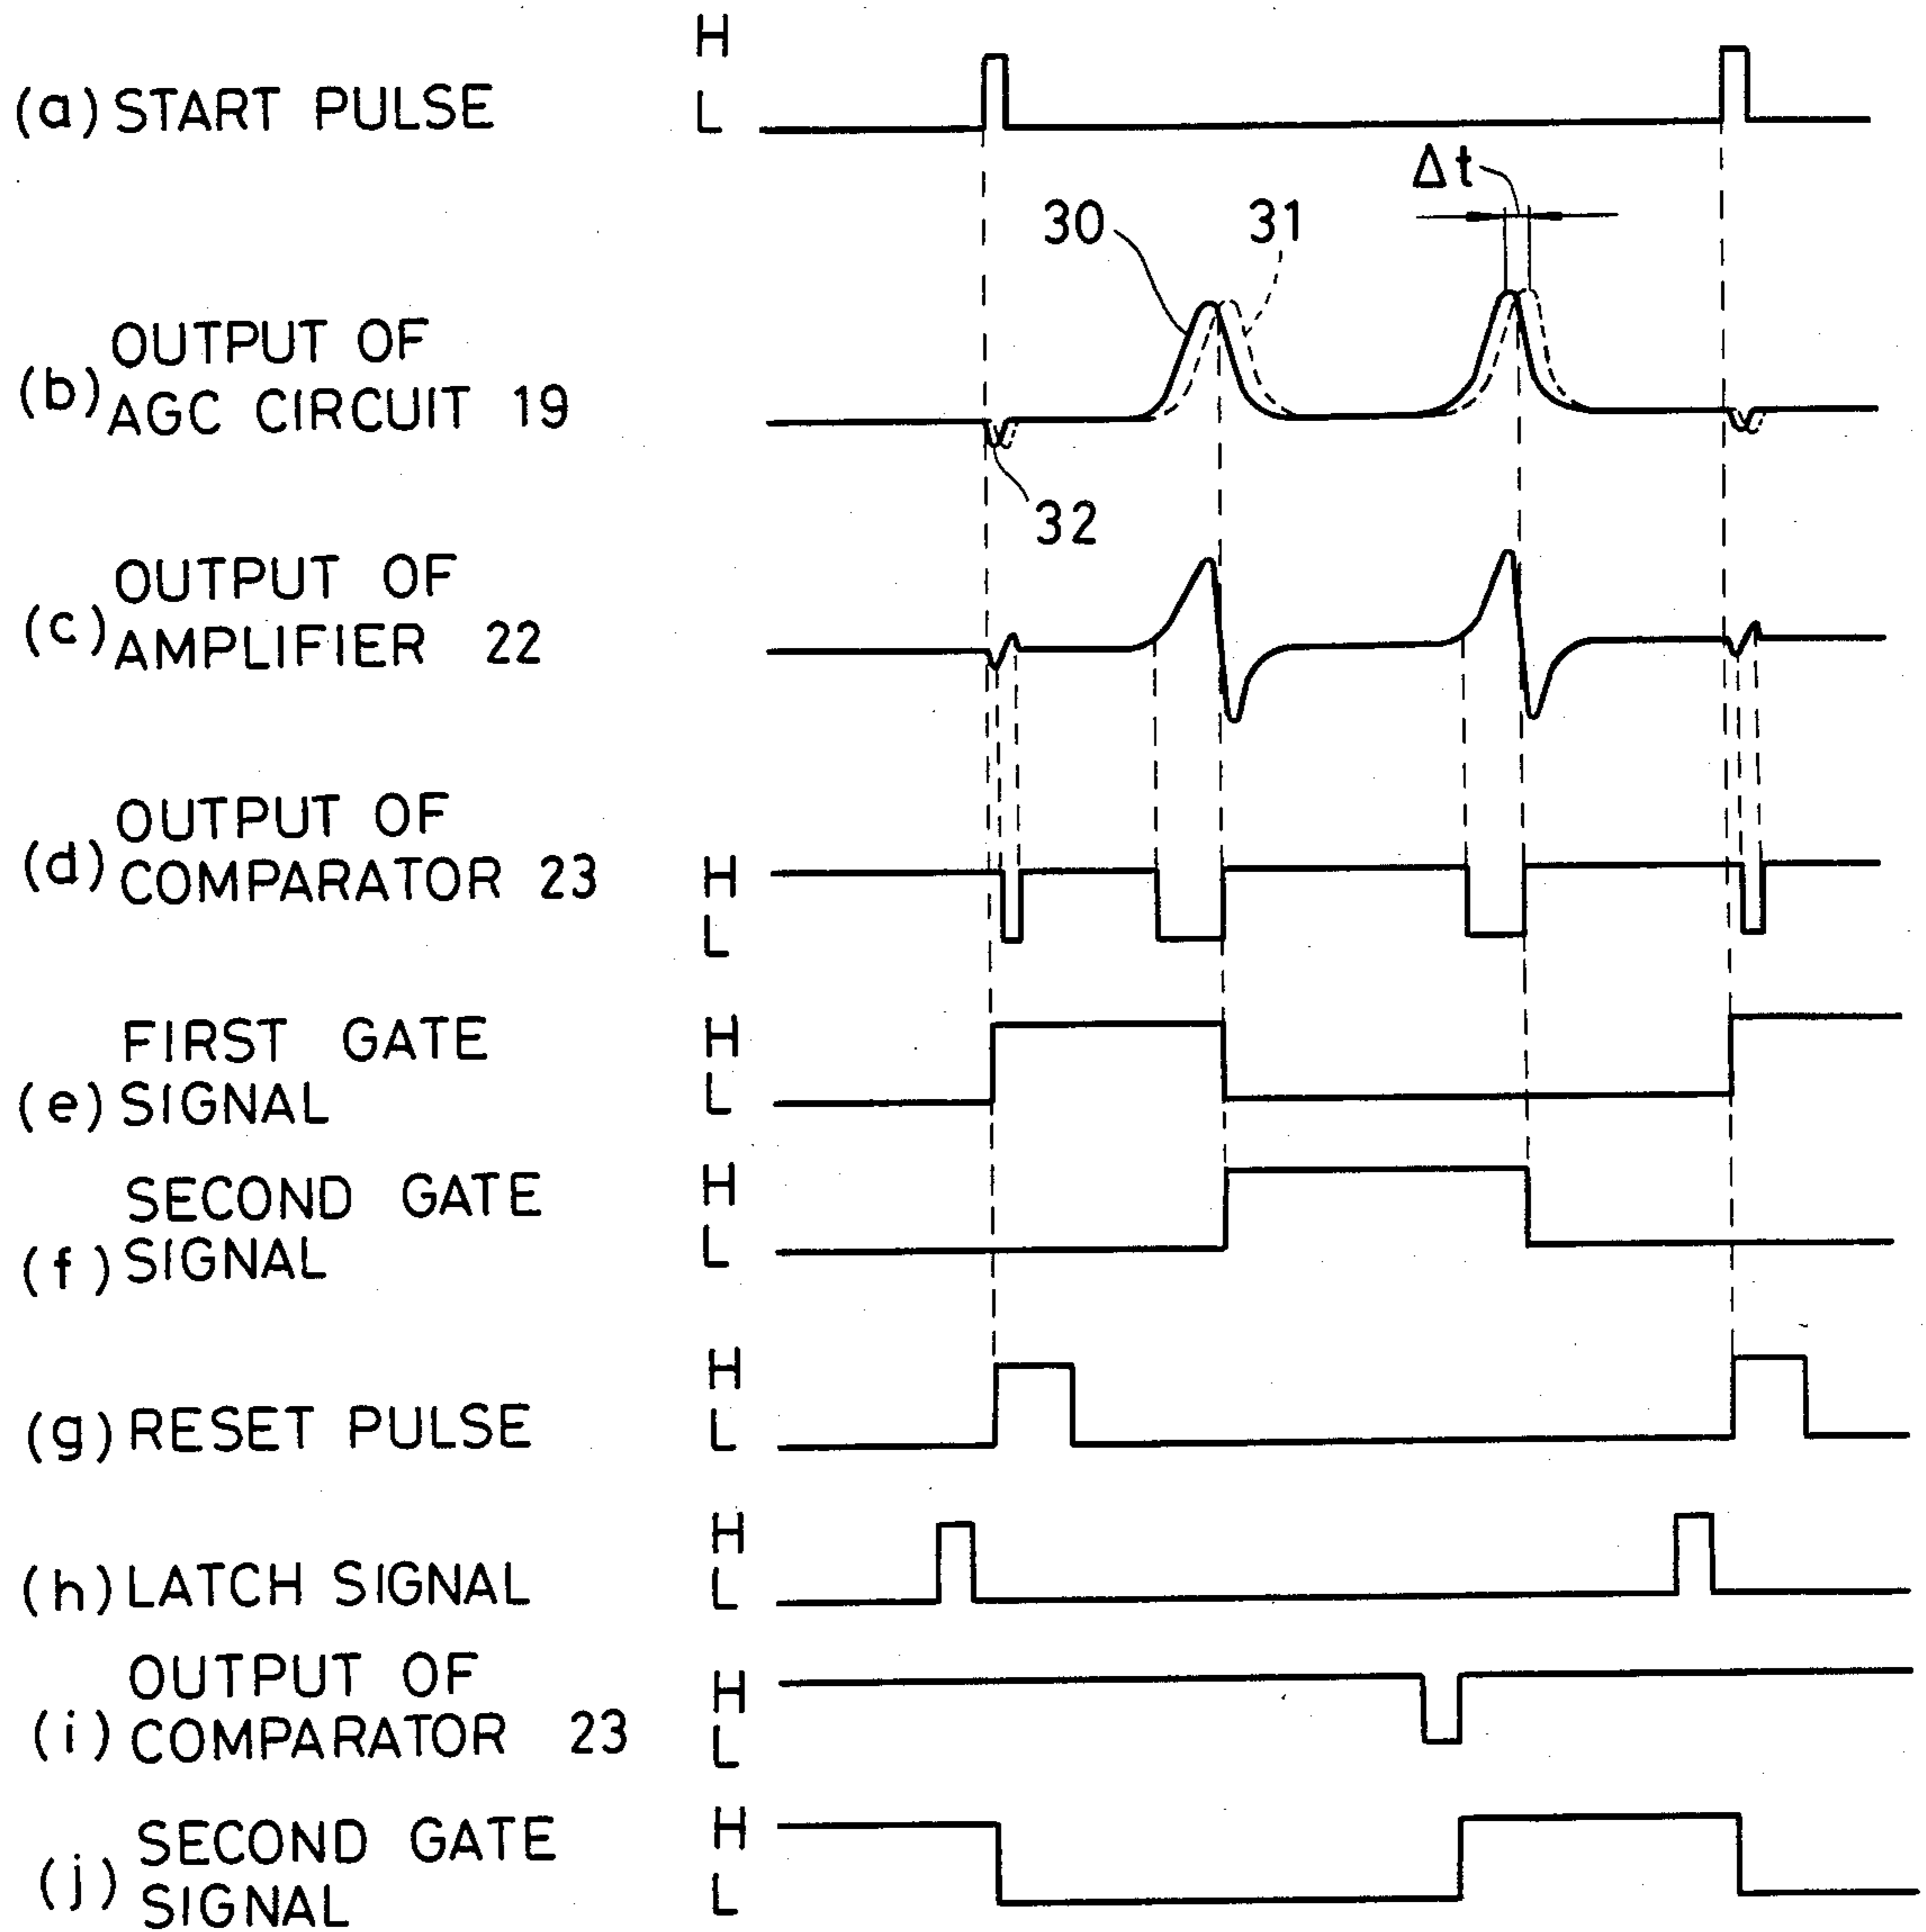 H
(a) START PULSE L
Δt
30 31
OUTPUT OF
(b) AGC CIRCUIT 19
32
OUTPUT OF
(c) AMPLIFIER 22
OUTPUT OF
(d) COMPARATOR 23 H
L
FIRST GATE H
(e) SIGNAL L
SECOND GATE H
(f) SIGNAL L
H
(g) RESET PULSE L
H
(h) LATCH SIGNAL L
OUTPUT OF H
(i) COMPARATOR 23 L
SECOND GATE H
(j) SIGNAL L